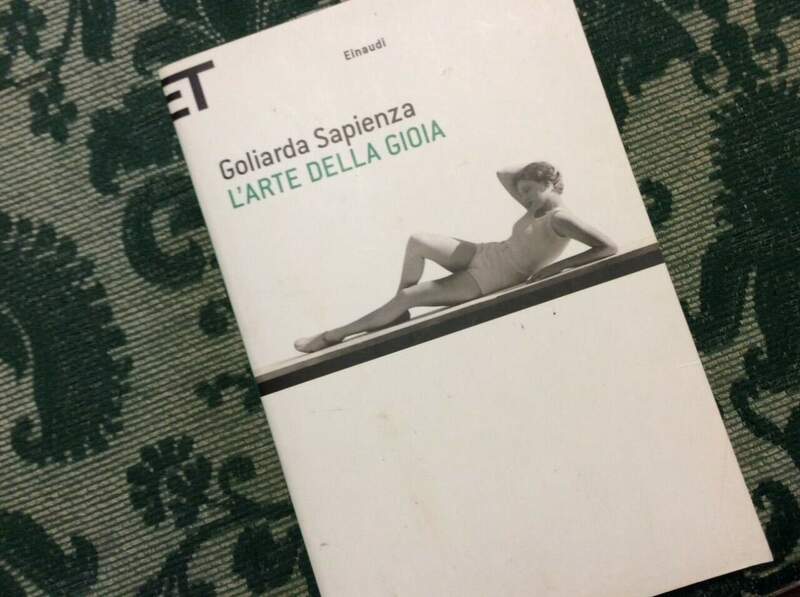 Einaudi
ET
Goliarda Sapienza
L'ARTE DELLA GIOIA